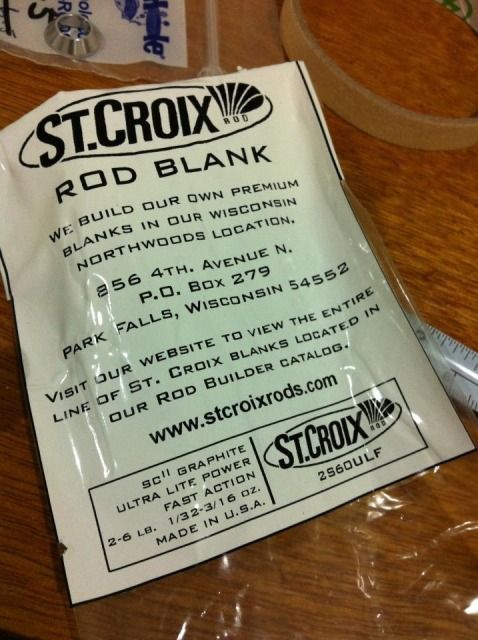 ST.CROIX
ROD
ROD BLANK
WE BUILD OUR OWN PREMIUM
BLANKS IN OUR WISCONSIN
NORTHWOODS LOCATION.
856 4TH. AVENUE N.
P.O. BOX 279
PARK FALLS, WISCONSIN 54552
VISIT OUR WEBSITE TO VIEW THE ENTIRE
LINE OF ST. CROIX BLANKS LOCATED IN
OUR ROD BUILDER CATALOG.
www.stcroixrods.com
SCII GRAPHITE
ULTRA LITE POWER
FAST ACTION
2-6 LB. 1/32-3/16 OZ.
MADE IN U.S.A.
ST.CROIX
ROD
2S60ULF